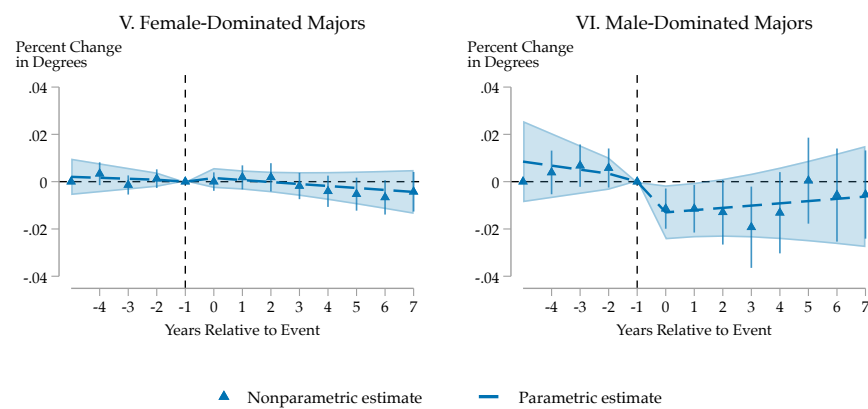 V. Female-Dominated Majors
Percent Change
in Degrees
.04
.02
0
-.02
-.04
-4 -3 -2 -1 0 1 2 3 4 5 6 7
Years Relative to Event
VI. Male-Dominated Majors
Percent Change
in Degrees
.04
.02
0
-.02
-.04
-4 -3 -2 -1 0 1 2 3 4 5 6 7
Years Relative to Event
Nonparametric estimate
Parametric estimate